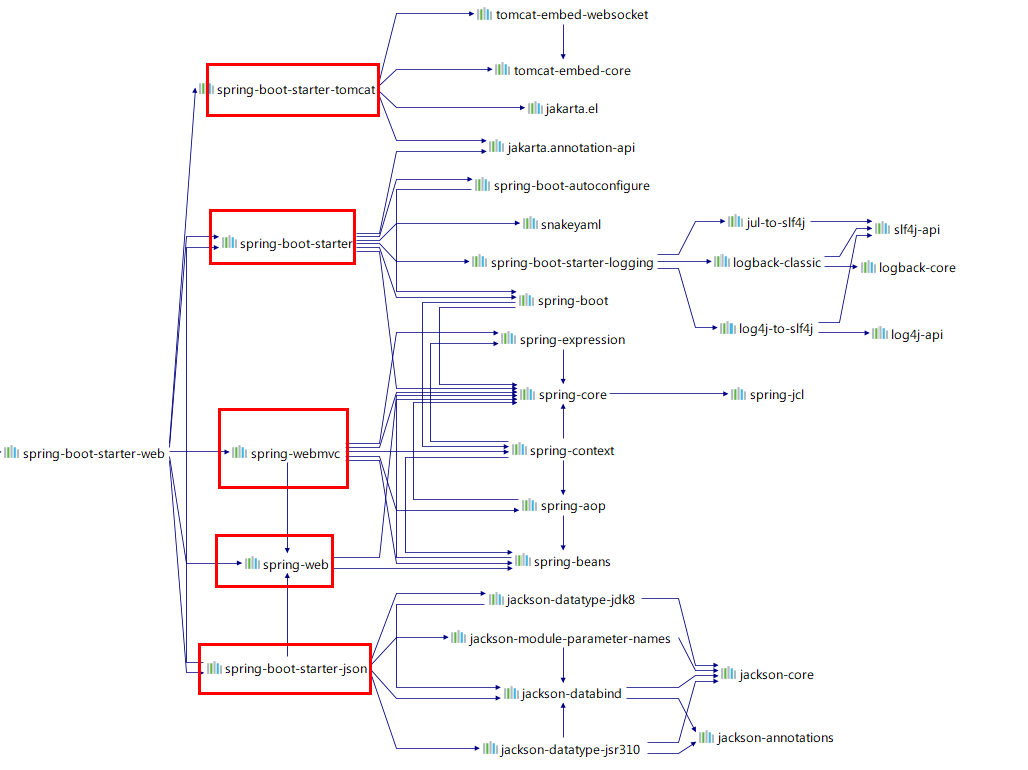 tomcat-embed-websocket
tomcat-embed-core
spring-boot-starter-tomcat
jakarta.el
jakarta.annotation-api
spring-boot-autoconfigure
snakeyaml
jul-to-slf4j
slf4j-api
spring-boot-starter
spring-boot-starter-logging
logback-classic
logback-core
spring-boot
log4j-to-slf4j
log4j-api
spring-expression
spring-core
spring-jcl
spring-boot-starter-web
spring-webmvc
spring-context
spring-aop
spring-web
spring-beans
jackson-datatype-jdk8
jackson-module-parameter-names
spring-boot-starter-json
jackson-core
jackson-databind
jackson-annotations
jackson-datatype-jsr310